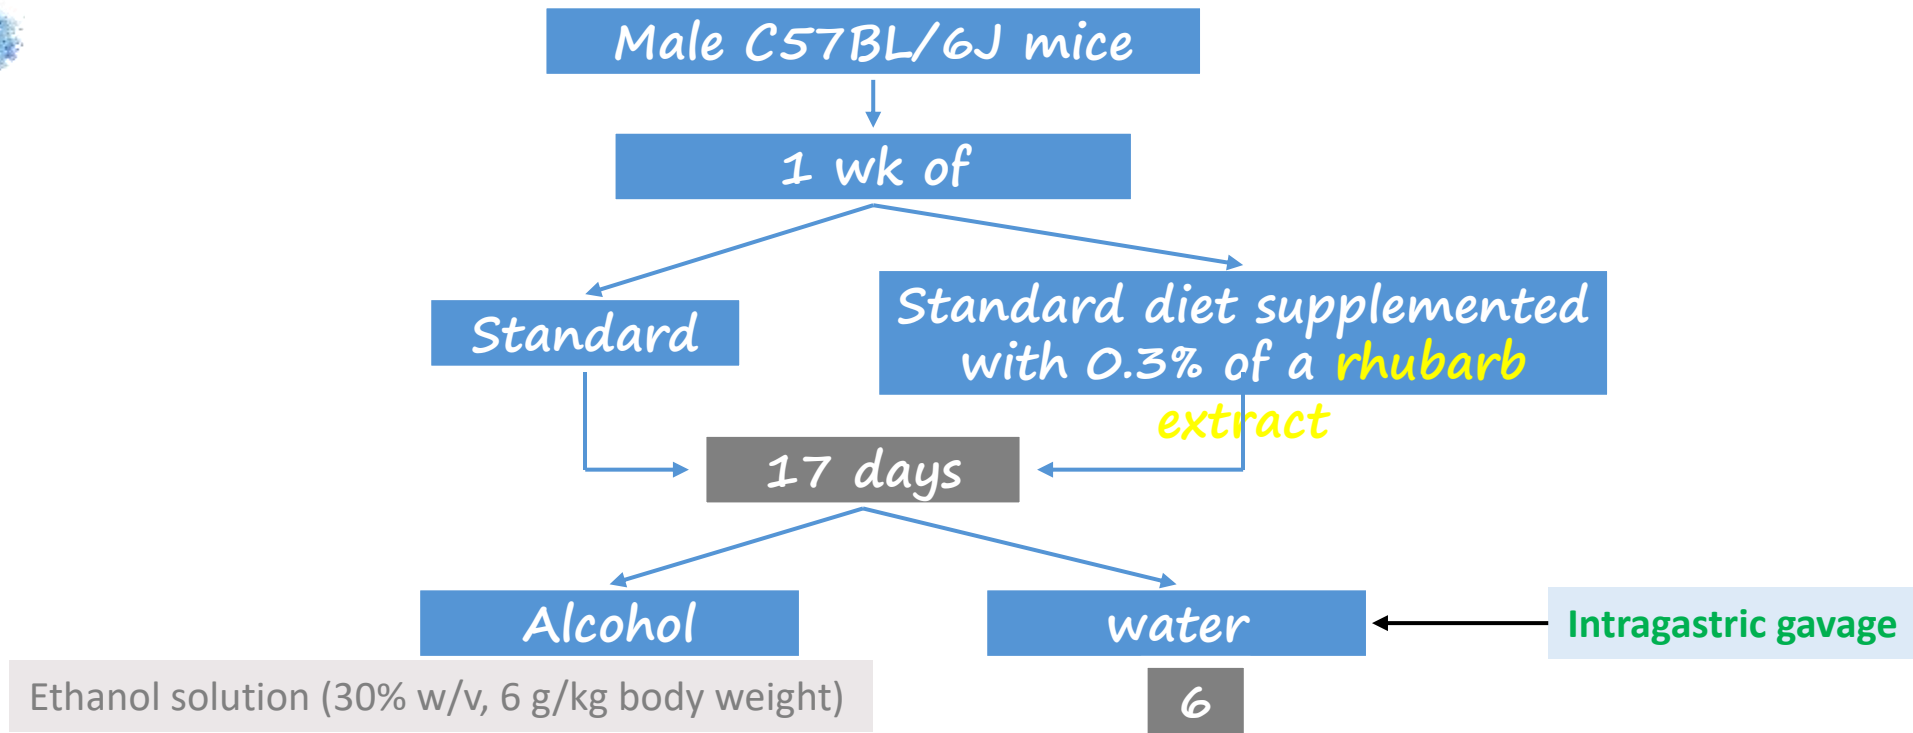 Male C57BL/6J mice
1 wk of
Standard
Standard diet supplemented
with 0.3% of a rhubarb
extract
17 days
Alcohol
water
Intragastric gavage
Ethanol solution (30% w/v, 6 g/kg body weight)
6